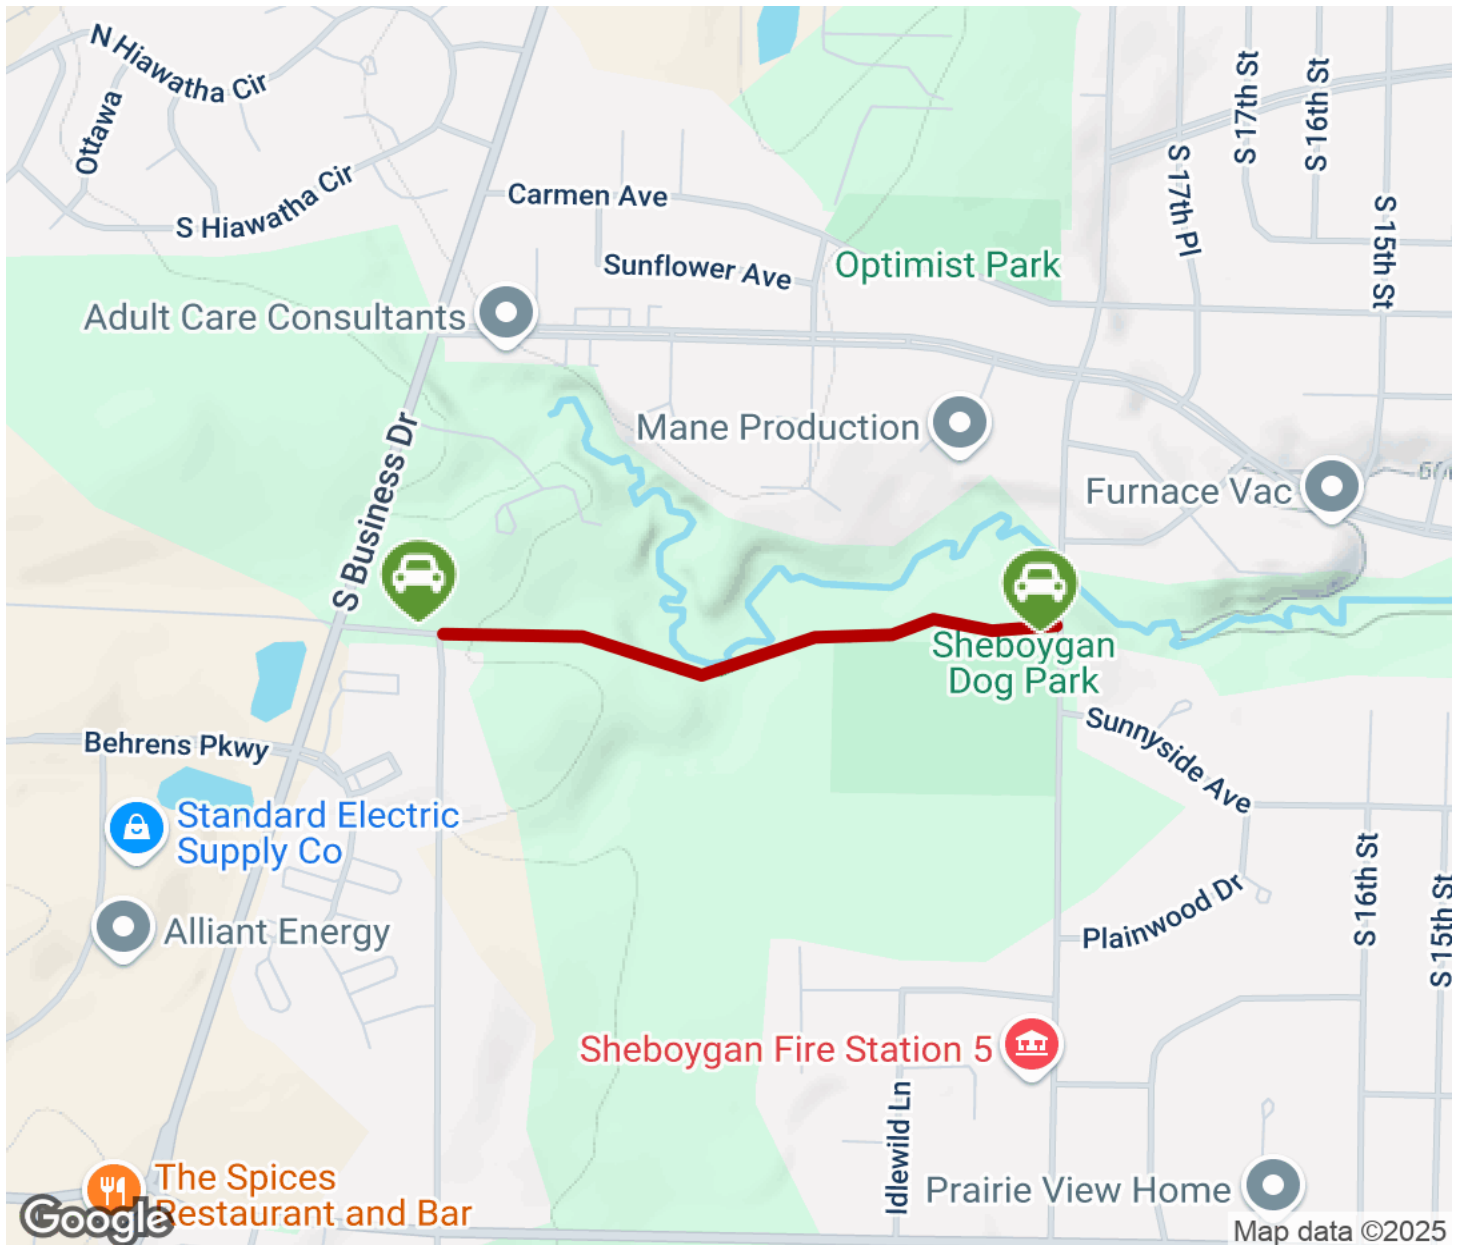 N Hiawatha Cir
Ottawa
S Hiawatha Cir
Carmen Ave
Sunflower Ave
Optimist Park
S 17th St
S 16th St
S 17th Pl
S 15th St
Adult Care Consultants
Mane Production
Furnace Vac
S Business Dr
Sheboygan
Dog Park
Sunnyside Ave
Behrens Pkwy
Standard Electric
Supply Co
Alliant Energy
Plainwood Dr
S 16th St
S 15th St
Sheboygan Fire Station 5
Idlewild Ln
Prairie View Home
The Spices
Restaurant and Bar
Google
Map data ©2025